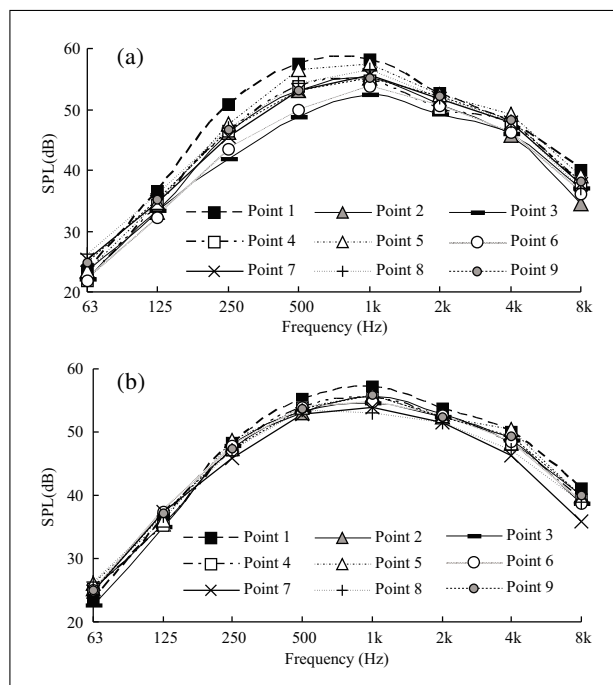 (a)
60
50
40
30
20
SPL(dB)
Point 1 Point 2 Point 3
Point 4 Point 5 Point 6
Point 7 Point 8 Point 9
63 125 250 500 1k 2k 4k 8k
Frequency (Hz)
(b)
60
50
40
30
20
SPL(dB)
Point 1 Point 2 Point 3
Point 4 Point 5 Point 6
Point 7 Point 8 Point 9
63 125 250 500 1k 2k 4k 8k
Frequency (Hz)